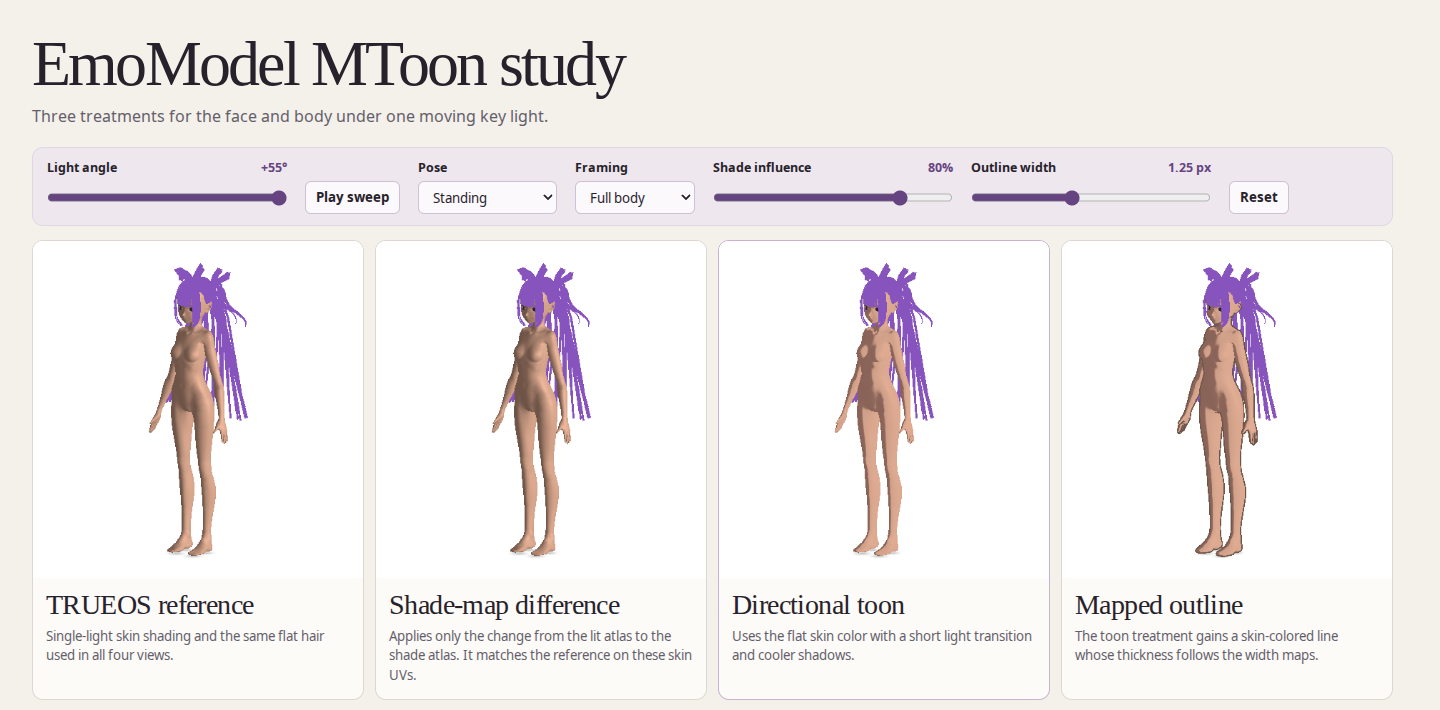 EmoModel MToon study
Three treatments for the face and body under one moving key light.
Light angle +55° Pose Framing Shade influence 80% Outline width 1.25 px
Play sweep Standing Full body Reset
TRUEOS reference
Single-light skin shading and the same flat hair
used in all four views.
Shade-map difference
Applies only the change from the lit atlas to the
shade atlas. It matches the reference on these skin
UVs.
Directional toon
Uses the flat skin color with a short light transition
and cooler shadows.
Mapped outline
The toon treatment gains a skin-colored line
whose thickness follows the width maps.